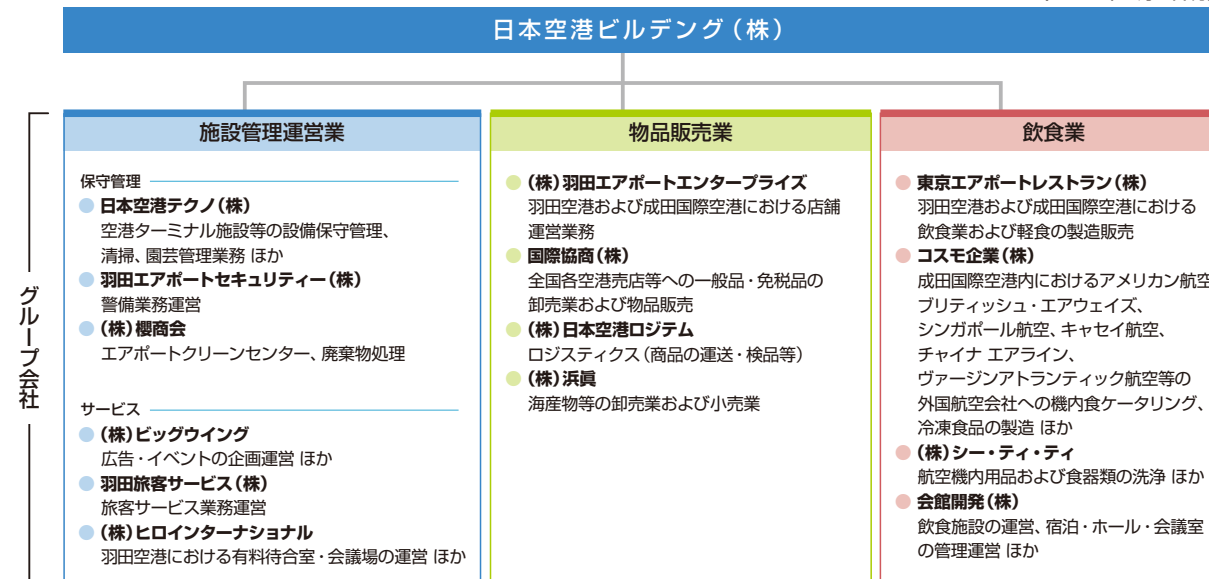 日本空港ビルデング（株）
グループ会社
施設管理運営業
保守管理
日本空港テクノ（株）
空港ターミナル施設等の設備保守管理、
清掃、園芸管理業務 ほか
羽田エアポートセキュリティー（株）
警備業務運営
（株）櫻商会
エアポートクリーンセンター、廃棄物処理
サービス
（株）ビッグウイング
広告・イベントの企画運営 ほか
羽田旅客サービス（株）
旅客サービス業務運営
（株）ヒロインターナショナル
羽田空港における有料待合室・会議場の運営 ほか
物品販売業
（株）羽田エアポートエンタープライズ
羽田空港および成田国際空港における店舗
運営業務
国際協商（株）
全国各空港売店等への一般品・免税品の
卸売業および物品販売
（株）日本空港ロジテム
ロジスティクス（商品の運送・検品等）
（株）浜眞
海産物等の卸売業および小売業
飲食業
東京エアポートレストラン（株）
羽田空港および成田国際空港における
飲食業および軽食の製造販売
コスモ企業（株）
成田国際空港内におけるアメリカン航空
ブリティッシュ・エアウェイズ、
シンガポール航空、キャセイ航空、
チャイナ エアライン、
ヴァージンアトランティック航空等の
外国航空会社への機内食ケータリング、
冷凍食品の製造 ほか
（株）シー・ティ・ティ
航空機内用品および食器類の洗浄 ほか
会館開発（株）
飲食施設の運営、宿泊・ホール・会議室
の管理運営 ほか